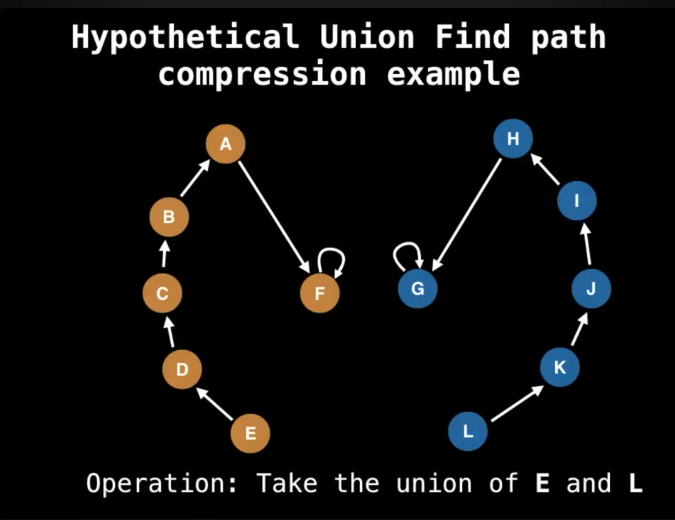 Hypothetical Union Find path
compression example
A
H
B
I
C
F
G
J
D
K
E
L
Operation: Take the union of E and L